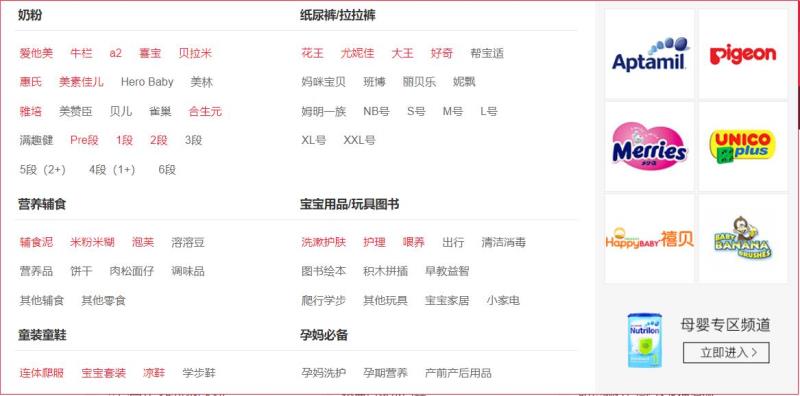 奶粉
爱他美 牛栏 a2 喜宝 贝拉米
惠氏 美素佳儿 Hero Baby 美林
雅培 美赞臣 贝儿 雀巢 合生元
满趣健 Pre段 1段 2段 3段
5段（2+） 4段（1+） 6段
纸尿裤/拉拉裤
花王 尤妮佳 大王 好奇 帮宝适
妈咪宝贝 班博 丽贝乐 妮飘
姆明一族 NB号 S号 M号 L号
XL号 XXL号
营养辅食
辅食泥 米粉米糊 泡芙 溶溶豆
营养品 饼干 肉松面仔 调味品
其他辅食 其他零食
宝宝用品/玩具图书
洗漱护肤 护理 喂养 出行 清洁消毒
图书绘本 积木拼插 早教益智
爬行学步 其他玩具 宝宝家居 小家电
童装童鞋
连体爬服 宝宝套装 凉鞋 学步鞋
孕妈必备
孕妈洗护 孕期营养 产前产后用品
Aptamil
Pigeon
Merries
UNICO
plus
HappyBABY 禧贝
BABY
BANANA
BRUSHES
Nutrilon
母婴专区频道
立即进入 >